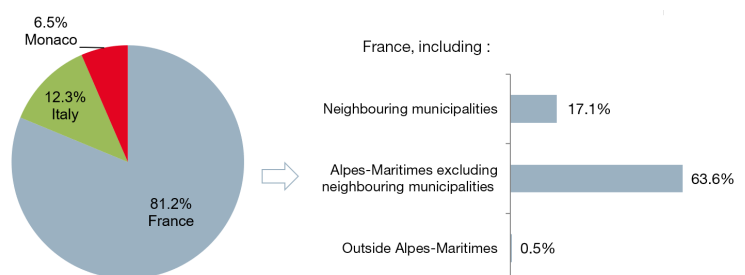 6.5%
Monaco
12.3%
Italy
81.2%
France
France, including :
Neighbouring municipalities
17.1%
Alpes-Maritimes excluding
neighbouring municipalities
63.6%
Outside Alpes-Maritimes
0.5%